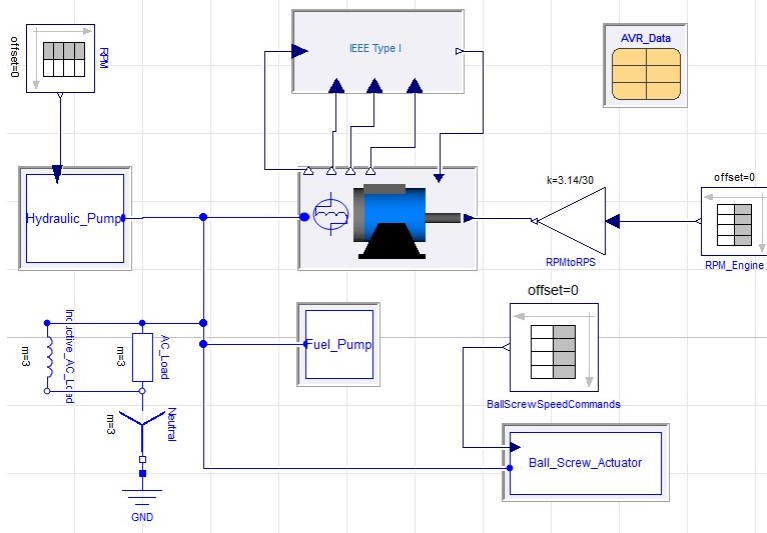 IEEE Type I
AVR_Data
offset=0
RPM
k=3.14/30
offset=0
Hydraulic_Pump
RPMtoRPS
RPM_Engine
offset=0
Inductive_AC_Load
m=3
AC_Load
m=3
Fuel_Pump
BallScrewSpeedCommands
Neutral
m=3
Ball_Screw_Actuator
GND